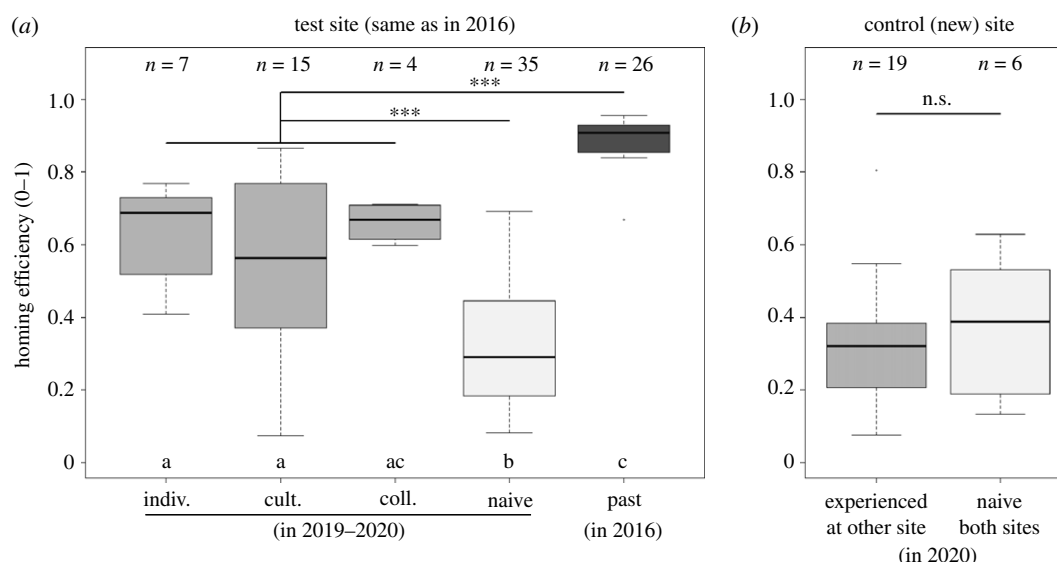 (a) test site (same as in 2016)
n = 7 n = 15 n = 4 n = 35 n = 26
***
***
1.0
0.8
0.6
0.4
0.2
0
homing efficiency (0–1)
a a ac b c
indiv. cult. coll. naive past
(in 2019–2020) (in 2016)
(b) control (new) site
n = 19 n = 6
n.s.
1.0
0.8
0.6
0.4
0.2
0
experienced naive
at other site both sites
(in 2020)